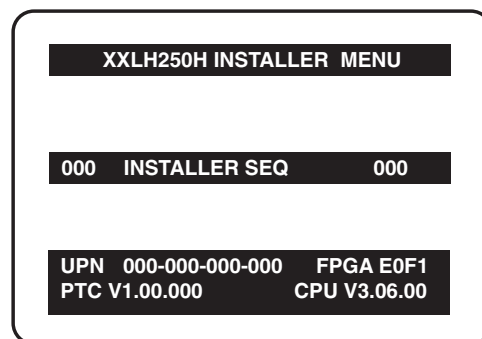 XXLH250H INSTALLER MENU
000 INSTALLER SEQ 000
UPN 000-000-000-000 FPGA E0F1
PTC V1.00.000 CPU V3.06.00